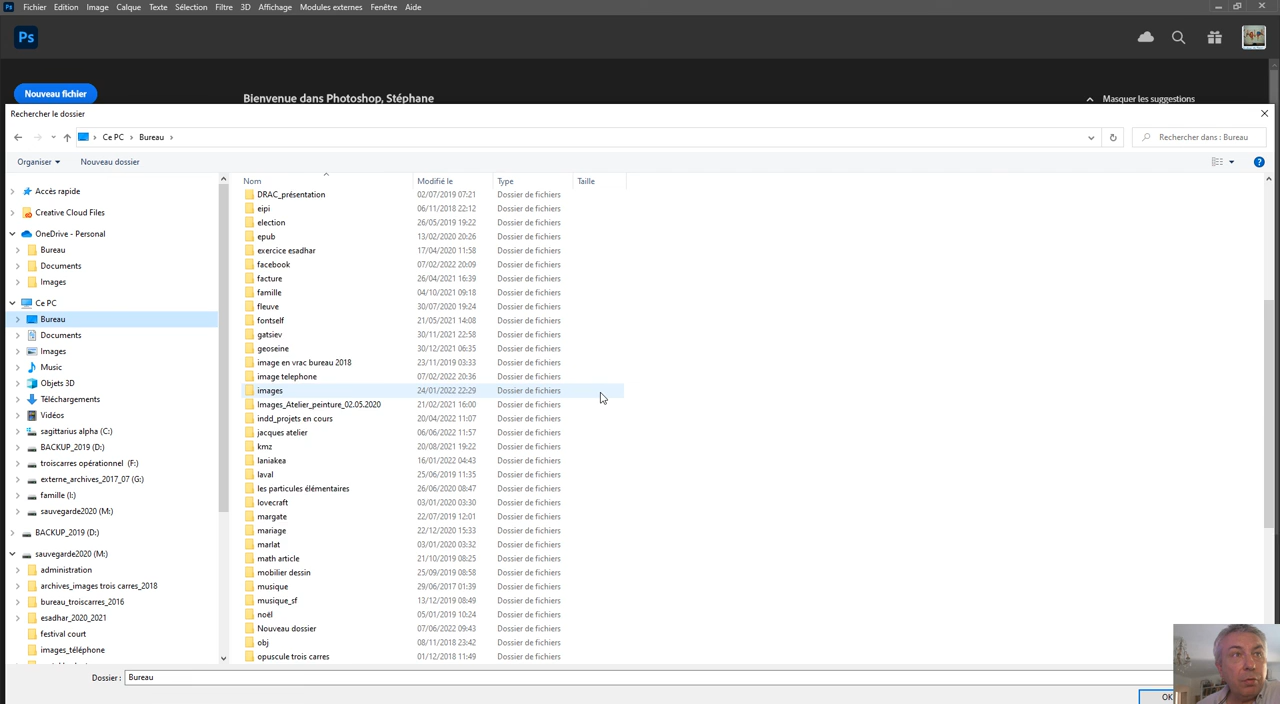 Ps Fichier Edition Image Calque Texte Sélection Filtre 3D Affichage Modules externes Fenêtre Aide
Ps
Nouveau fichier
Bienvenue dans Photoshop, Stéphane
Masquer les suggestions
Rechercher le dossier
Ce PC > Bureau >
Rechercher dans : Bureau
Organiser
Nouveau dossier
Accès rapide
Creative Cloud Files
OneDrive - Personal
Bureau
Documents
Images
Ce PC
Bureau
Documents
Images
Music
Objets 3D
Téléchargements
Vidéos
sagittarius alpha (C:)
BACKUP_2019 (D:)
troiscarres opérationnel (F:)
externe_archives_2017_07 (G:)
famille (I:)
sauvegarde2020 (M:)
BACKUP_2019 (D:)
sauvegarde2020 (M:)
administration
archives_images trois carres_2018
bureau_troiscarres_2016
esadhar_2020_2021
festival court
images_téléphone
Nom Modifié le Type Taille
DRAC_présentation 02/07/2019 07:21 Dossier de fichiers
eipi 06/11/2018 22:12 Dossier de fichiers
election 26/05/2019 19:22 Dossier de fichiers
epub 13/02/2020 20:26 Dossier de fichiers
exercice esadhar 17/04/2020 11:58 Dossier de fichiers
facebook 07/02/2022 20:09 Dossier de fichiers
facture 26/04/2021 16:39 Dossier de fichiers
famille 04/10/2021 09:18 Dossier de fichiers
fleuve 30/07/2020 19:24 Dossier de fichiers
fontself 21/05/2021 14:08 Dossier de fichiers
gatsiev 30/11/2021 22:58 Dossier de fichiers
geoseine 30/12/2021 06:35 Dossier de fichiers
image en vrac bureau 2018 23/11/2019 03:33 Dossier de fichiers
image telephone 07/02/2022 20:36 Dossier de fichiers
images 24/01/2022 22:29 Dossier de fichiers
Images_Atelier_peinture_02.05.2020 21/02/2021 16:00 Dossier de fichiers
indd_projets en cours 20/04/2022 11:07 Dossier de fichiers
jacques atelier 06/06/2022 11:57 Dossier de fichiers
kmz 20/08/2021 19:22 Dossier de fichiers
laniakea 16/01/2022 04:43 Dossier de fichiers
laval 25/06/2019 11:35 Dossier de fichiers
les particules élémentaires 26/06/2020 08:47 Dossier de fichiers
lovecraft 03/01/2020 03:30 Dossier de fichiers
margate 22/07/2019 12:01 Dossier de fichiers
mariage 22/12/2020 15:33 Dossier de fichiers
marlat 03/01/2020 03:32 Dossier de fichiers
math article 21/10/2019 08:25 Dossier de fichiers
mobilier dessin 25/09/2019 08:58 Dossier de fichiers
musique 29/06/2017 01:39 Dossier de fichiers
musique_sf 13/12/2019 08:49 Dossier de fichiers
noël 05/01/2019 10:24 Dossier de fichiers
Nouveau dossier 07/06/2022 09:43 Dossier de fichiers
obj 08/11/2018 23:42 Dossier de fichiers
opuscule trois carres 01/12/2018 11:49 Dossier de fichiers
Dossier : Bureau
OK